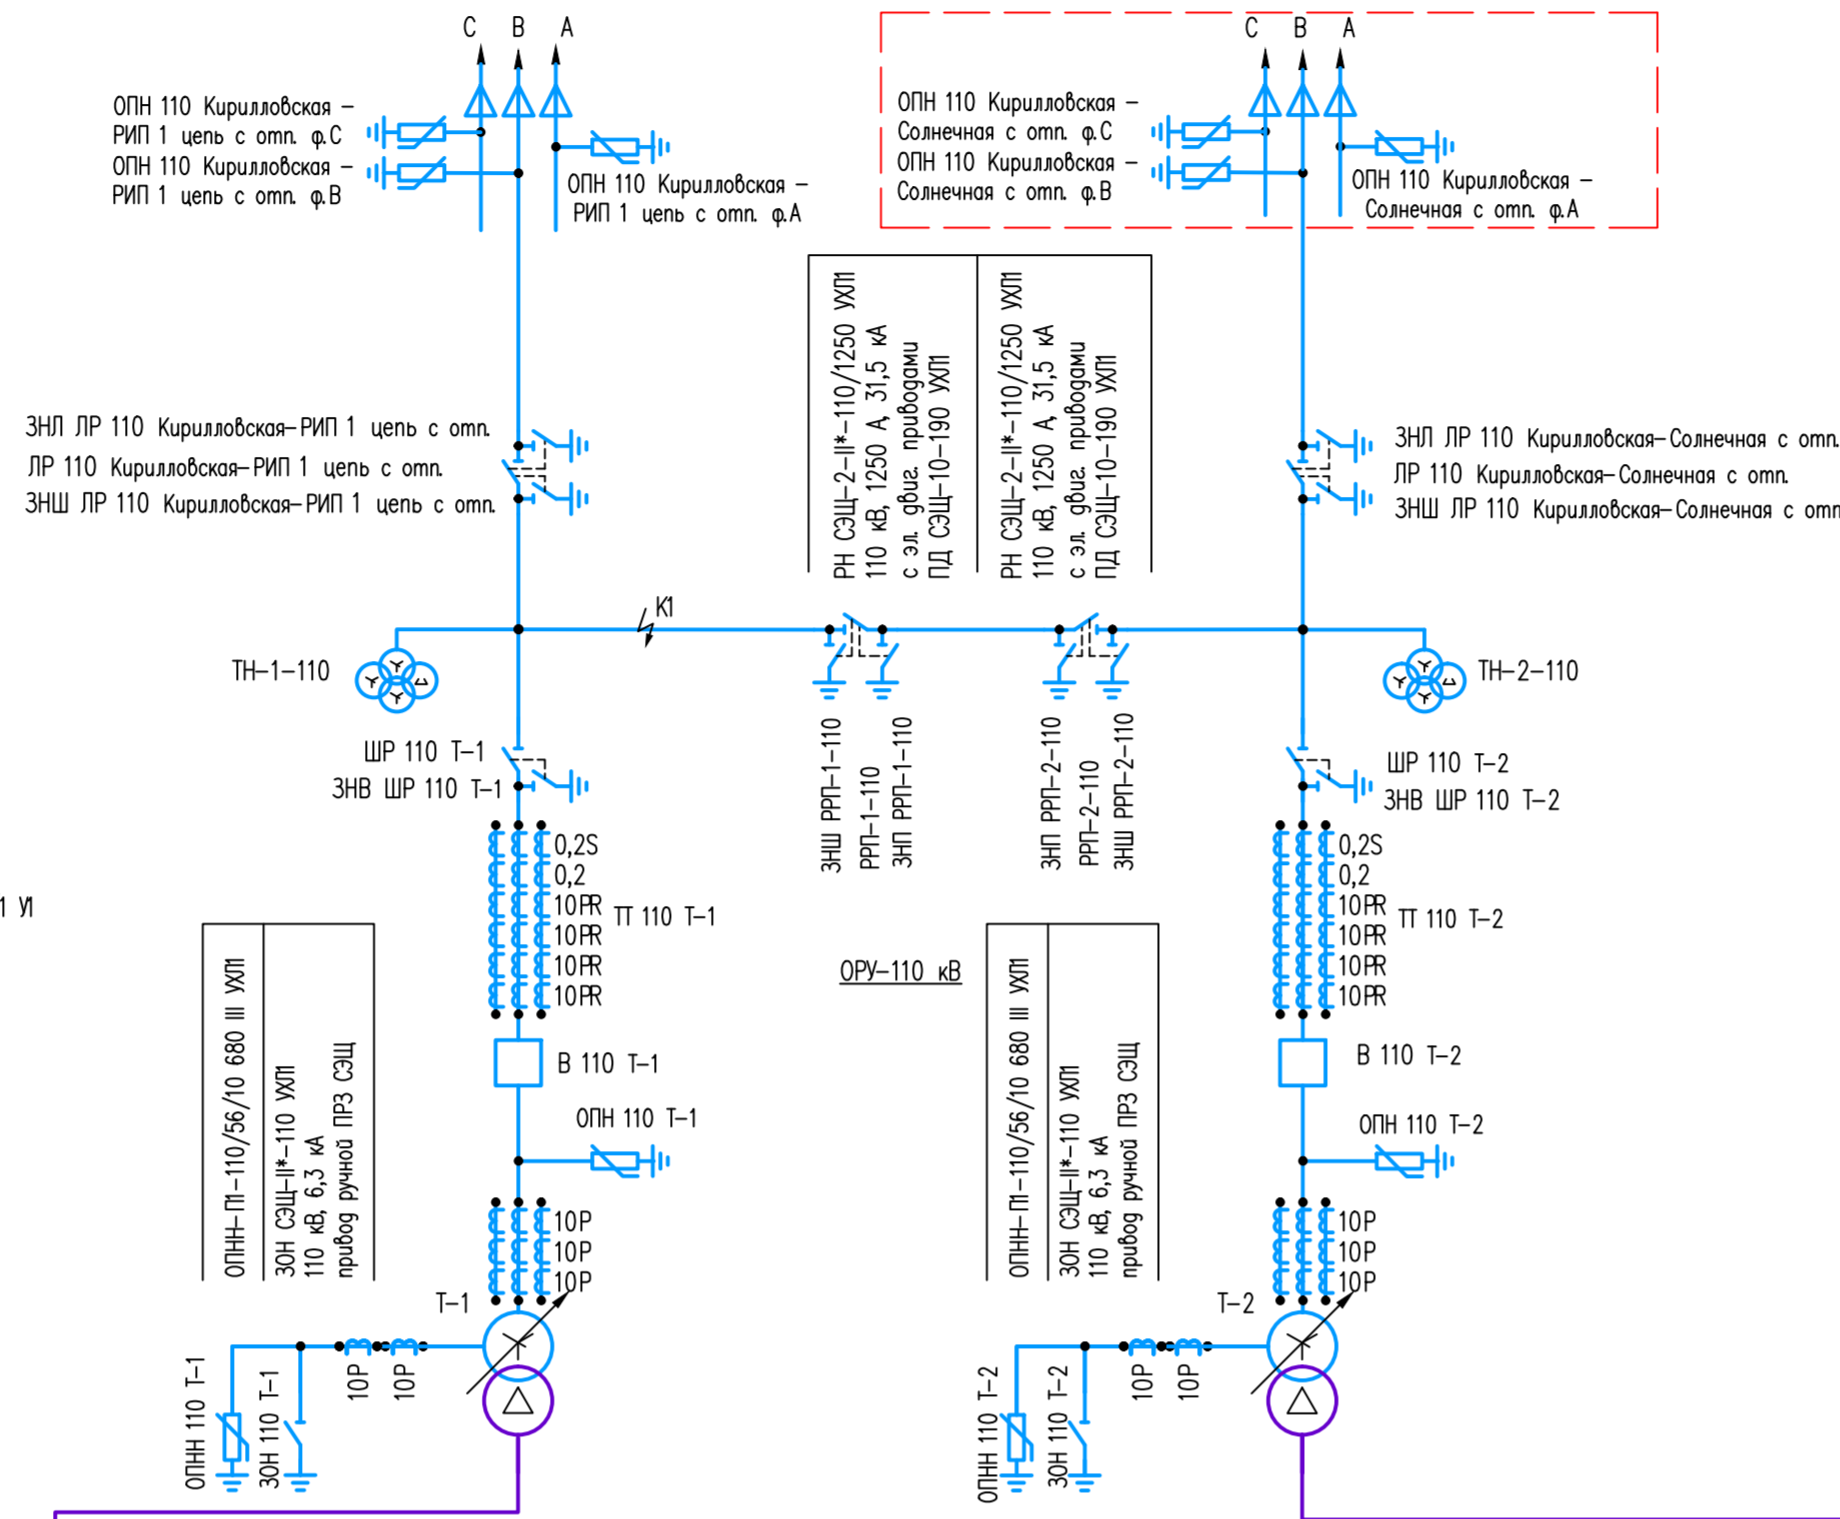 C B A
ОПН 110 Кирилловская –
РИП 1 цепь с отп. ф.С
ОПН 110 Кирилловская –
РИП 1 цепь с отп. ф.В
ОПН 110 Кирилловская –
РИП 1 цепь с отп. ф.А
C B A
ОПН 110 Кирилловская –
Солнечная с отп. ф.С
ОПН 110 Кирилловская –
Солнечная с отп. ф.В
ОПН 110 Кирилловская –
Солнечная с отп. ф.А
РН СЭЩ-2-II*-110/1250 УХЛ1
110 кВ, 1250 А, 31,5 кА
с эл. двиг. приводами
ПД СЭЩ-10-190 УХЛ1
РН СЭЩ-2-II*-110/1250 УХЛ1
110 кВ, 1250 А, 31,5 кА
с эл. двиг. приводами
ПД СЭЩ-10-190 УХЛ1
ЗНЛ ЛР 110 Кирилловская-РИП 1 цепь с отп.
ЛР 110 Кирилловская-РИП 1 цепь с отп.
ЗНШ ЛР 110 Кирилловская-РИП 1 цепь с отп.
ЗНЛ ЛР 110 Кирилловская-Солнечная с отп.
ЛР 110 Кирилловская-Солнечная с отп.
ЗНШ ЛР 110 Кирилловская-Солнечная с отп
К1
ТН-1-110
ТН-2-110
ШР 110 Т-1
ЗНВ ШР 110 Т-1
ЗНШ РРП-1-110
РРП-1-110
ЗНП РРП-1-110
ЗНП РРП-2-110
РРП-2-110
ЗНШ РРП-2-110
ШР 110 Т-2
ЗНВ ШР 110 Т-2
0,2S
0,2
10PR
10PR
10PR
10PR
ТТ 110 Т-1
0,2S
0,2
10PR
10PR
10PR
10PR
ТТ 110 Т-2
1 У1
ОРУ-110 кВ
ОПНН-П1-110/56/10 680 III УХЛ1
ЗОН СЭЩ-II*-110 УХЛ1
110 кВ, 6,3 кА
привод ручной ПРЗ СЭЩ
В 110 Т-1
ОПН 110 Т-1
10P
10P
10P
Т-1
ОПНН-П1-110/56/10 680 III УХЛ1
ЗОН СЭЩ-II*-110 УХЛ1
110 кВ, 6,3 кА
привод ручной ПРЗ СЭЩ
В 110 Т-2
ОПН 110 Т-2
10P
10P
10P
Т-2
ОПНН 110 Т-1
ЗОН 110 Т-1
10P
10P
ОПНН 110 Т-2
ЗОН 110 Т-2
10P
10P